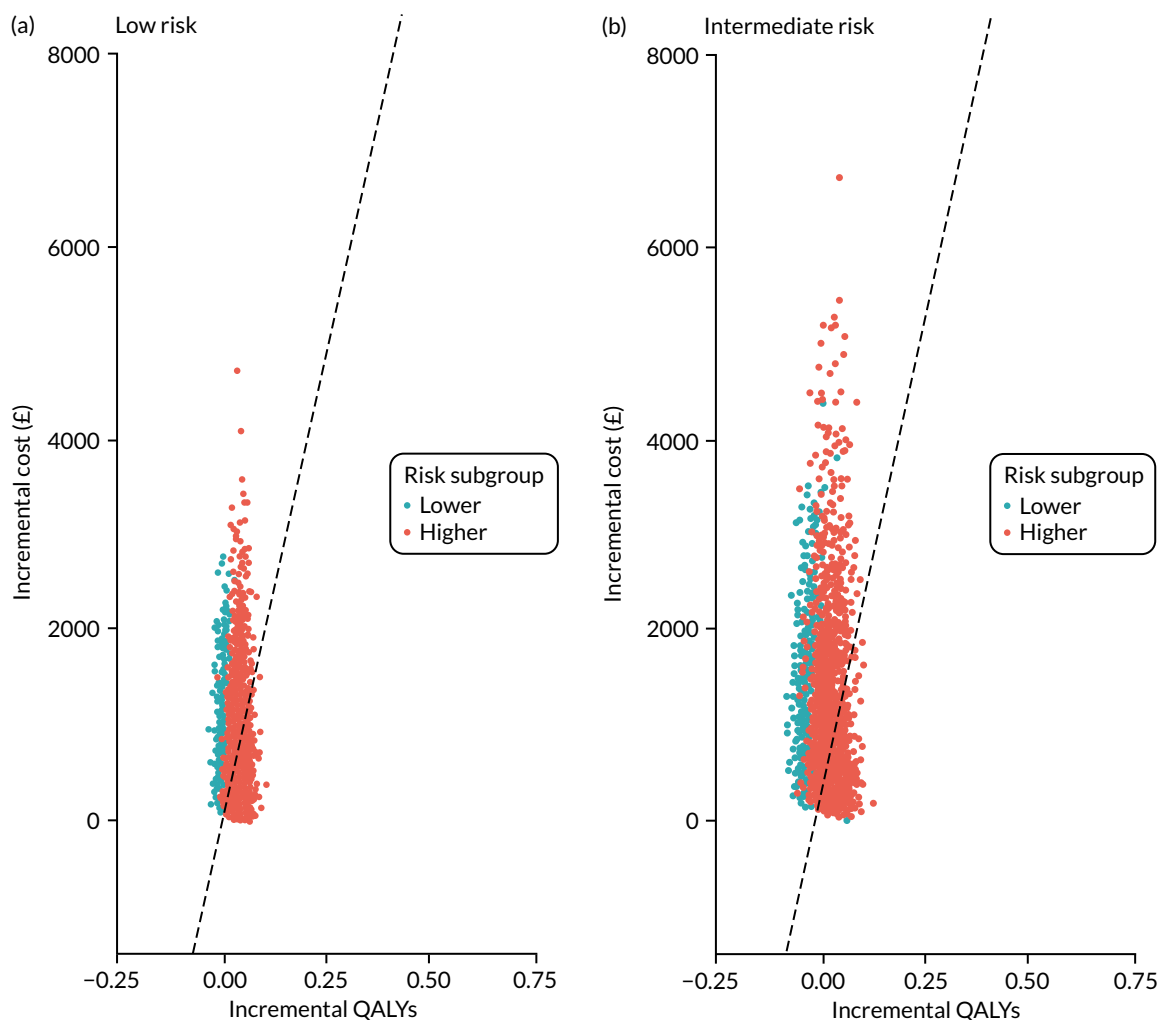 (a)
Low risk
8000
6000
4000
2000
0
Incremental cost (£)
−0.25
0.00
0.25
0.50
0.75
Incremental QALYs
Risk subgroup
Lower
Higher
(b)
Intermediate risk
8000
6000
4000
2000
0
Incremental cost (£)
−0.25
0.00
0.25
0.50
0.75
Incremental QALYs
Risk subgroup
Lower
Higher